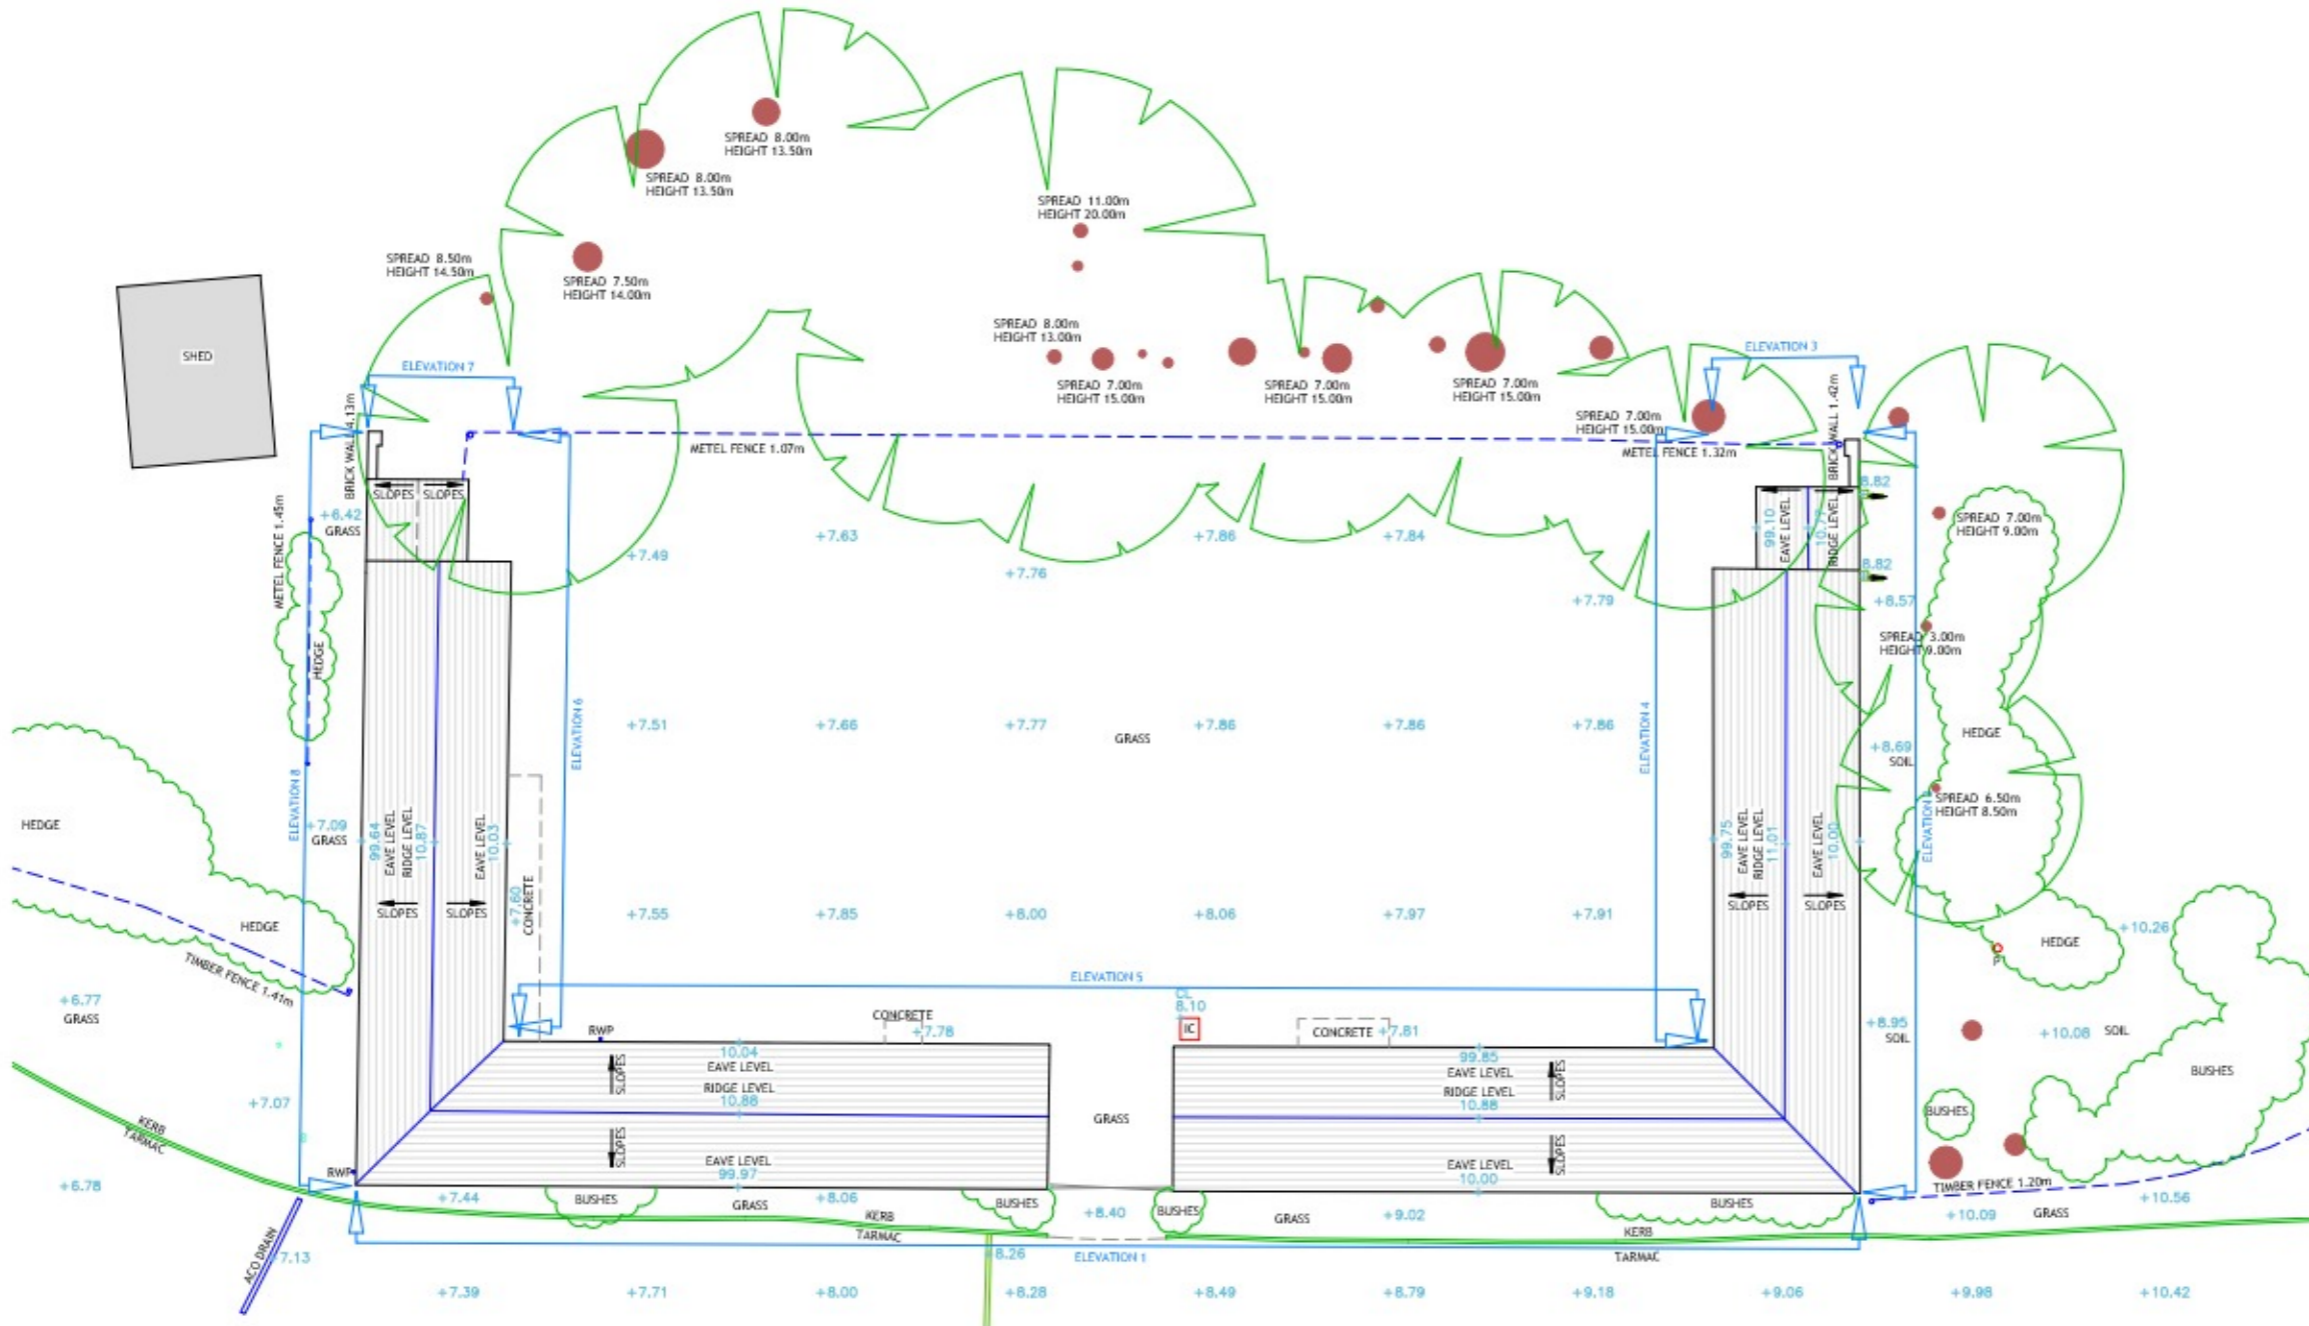 SPREAD 8.00m
HEIGHT 13.50m
SPREAD 8.00m
HEIGHT 13.50m
SPREAD 11.00m
HEIGHT 20.00m
SPREAD 8.50m
HEIGHT 14.50m
SPREAD 7.50m
HEIGHT 14.00m
SHED
SPREAD 8.00m
HEIGHT 13.00m
ELEVATION 7
ELEVATION 3
SPREAD 7.00m
HEIGHT 15.00m
SPREAD 7.00m
HEIGHT 15.00m
SPREAD 7.00m
HEIGHT 15.00m
SPREAD 7.00m
HEIGHT 15.00m
BRICK WALL 4.13m
BRICK WALL 1.42m
METEL FENCE 1.07m
METEL FENCE 1.32m
SLOPES
SLOPES
8.82
+6.42
GRASS
METEL FENCE 1.45m
99.10
EAVE LEVEL
RIDGE LEVEL
SPREAD 7.00m
HEIGHT 9.00m
+7.49
+7.63
+7.76
+7.86
+7.84
+7.79
8.82
+8.57
HEDGE
SPREAD 3.00m
HEIGHT 9.00m
ELEVATION 6
ELEVATION 4
+7.51
+7.66
+7.77
+7.86
+7.86
+7.86
GRASS
+8.69
SOIL
HEDGE
SPREAD 6.50m
HEIGHT 8.50m
ELEVATION 8
HEDGE
+7.09
GRASS
99.64
EAVE LEVEL
RIDGE LEVEL
10.87
EAVE LEVEL
10.03
99.75
EAVE LEVEL
RIDGE LEVEL
11.01
EAVE LEVEL
10.00
ELEVATION
SLOPES
SLOPES
+7.60
CONCRETE
+7.55
+7.85
+8.00
+8.06
+7.97
+7.91
SLOPES
SLOPES
HEDGE
TIMBER FENCE 1.41m
HEDGE
+10.26
P
+6.77
GRASS
ELEVATION 5
CL
8.10
IC
RWP
CONCRETE
+7.78
CONCRETE
+7.81
+8.95
SOIL
+10.08
SOIL
10.04
EAVE LEVEL
RIDGE LEVEL
10.88
SLOPES
99.85
EAVE LEVEL
RIDGE LEVEL
10.88
SLOPES
BUSHES
+7.07
KERB
TARMAC
GRASS
BUSHES
SLOPES
EAVE LEVEL
99.97
EAVE LEVEL
10.00
SLOPES
RWP
+6.78
+7.44
BUSHES
GRASS
+8.06
BUSHES
+8.40
BUSHES
GRASS
+9.02
BUSHES
TIMBER FENCE 1.20m
+10.09
GRASS
+10.56
KERB
TARMAC
KERB
TARMAC
ACO DRAIN
7.13
8.26
ELEVATION 1
+7.39
+7.71
+8.00
+8.28
+8.49
+8.79
+9.18
+9.06
+9.98
+10.42